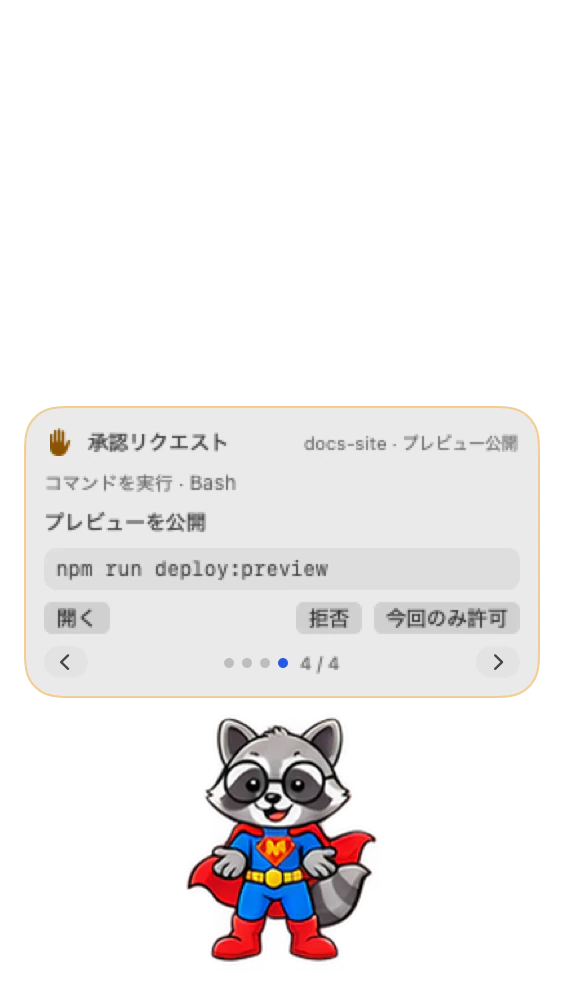 承認リクエスト docs-site · プレビュー公開
コマンドを実行 · Bash
プレビューを公開
npm run deploy:preview
開く 拒否 今回のみ許可
4 / 4
M